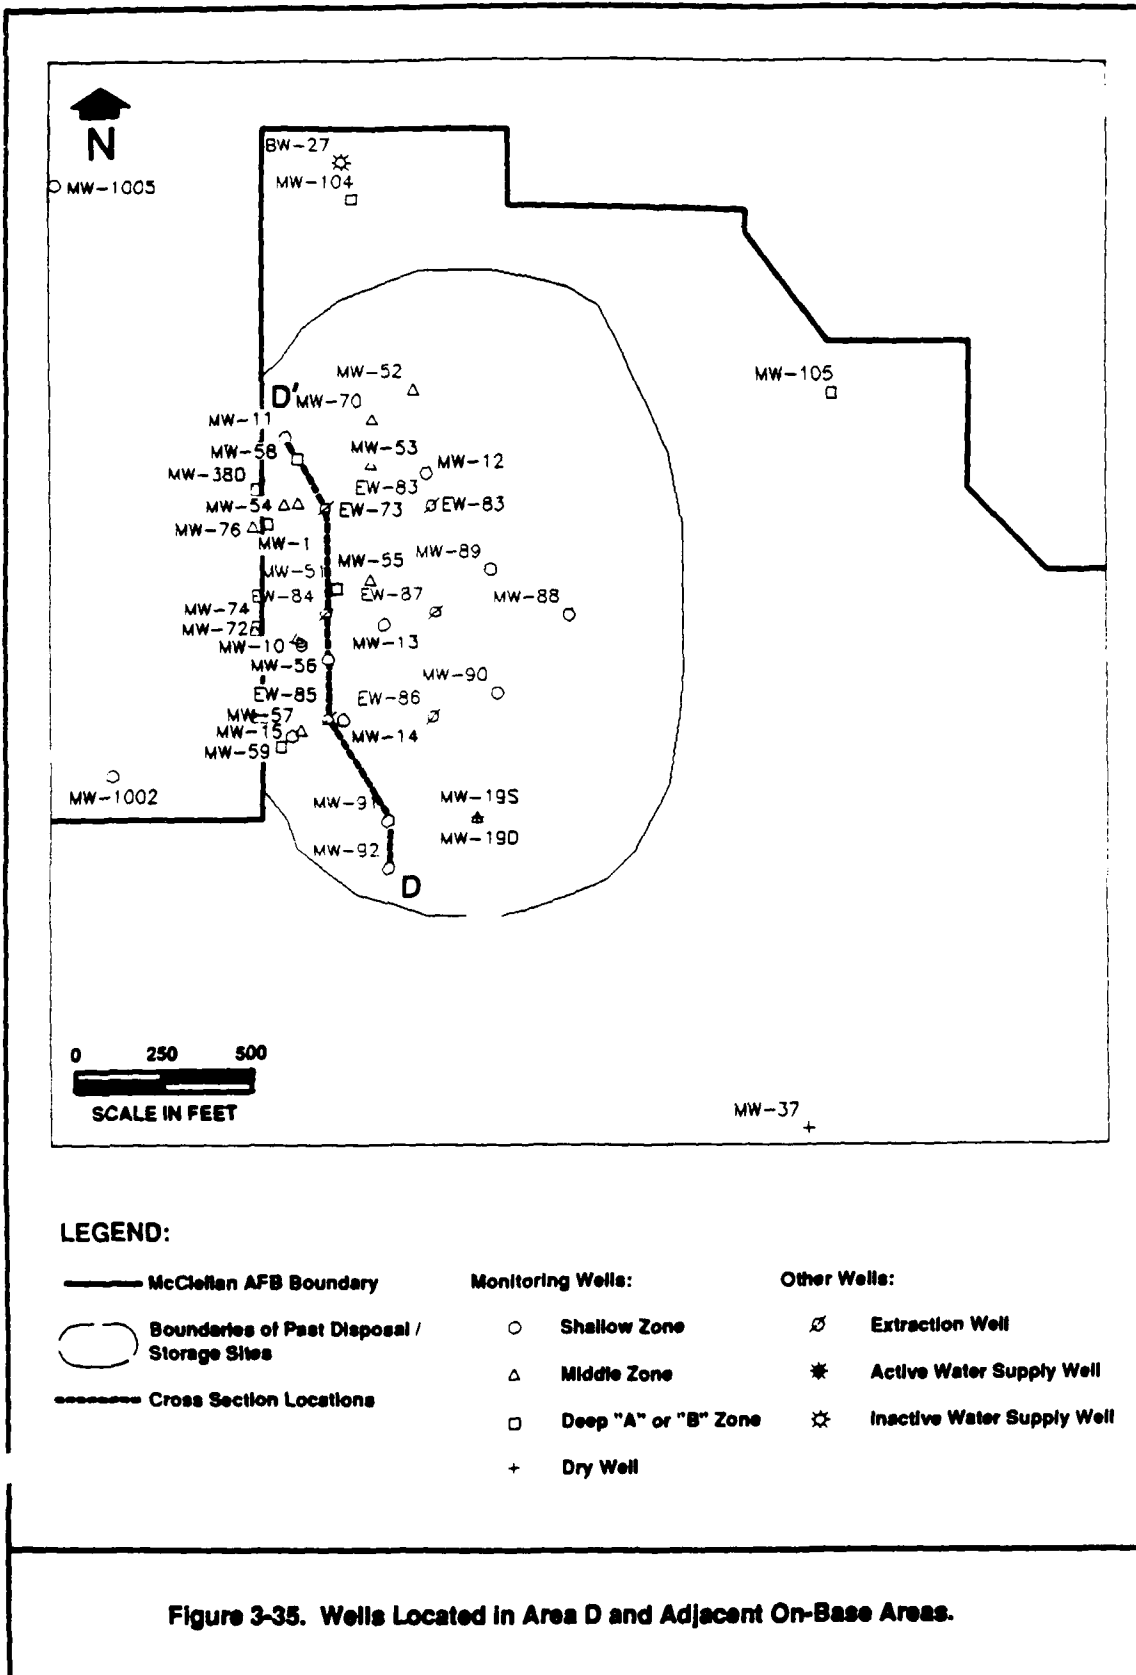 N
BW-27
MW-1005
MW-104
MW-52
MW-105
D'
MW-70
MW-11
MW-58
MW-53
MW-12
MW-38D
EW-83
MW-54
EW-73
EW-83
MW-76
MW-1
MW-89
MW-55
MW-51
EW-84
EW-87
MW-88
MW-74
MW-72
MW-10
MW-13
MW-56
MW-90
EW-85
EW-86
MW-57
MW-15
MW-14
MW-59
MW-1002
MW-91
MW-19S
MW-19D
MW-92
D
0 250 500
SCALE IN FEET
MW-37
LEGEND:
McClellan AFB Boundary
Boundaries of Past Disposal /
Storage Sites
Cross Section Locations
Monitoring Wells:
Shallow Zone
Middle Zone
Deep "A" or "B" Zone
Dry Well
Other Wells:
Extraction Well
Active Water Supply Well
Inactive Water Supply Well
Figure 3-35. Wells Located in Area D and Adjacent On-Base Areas.